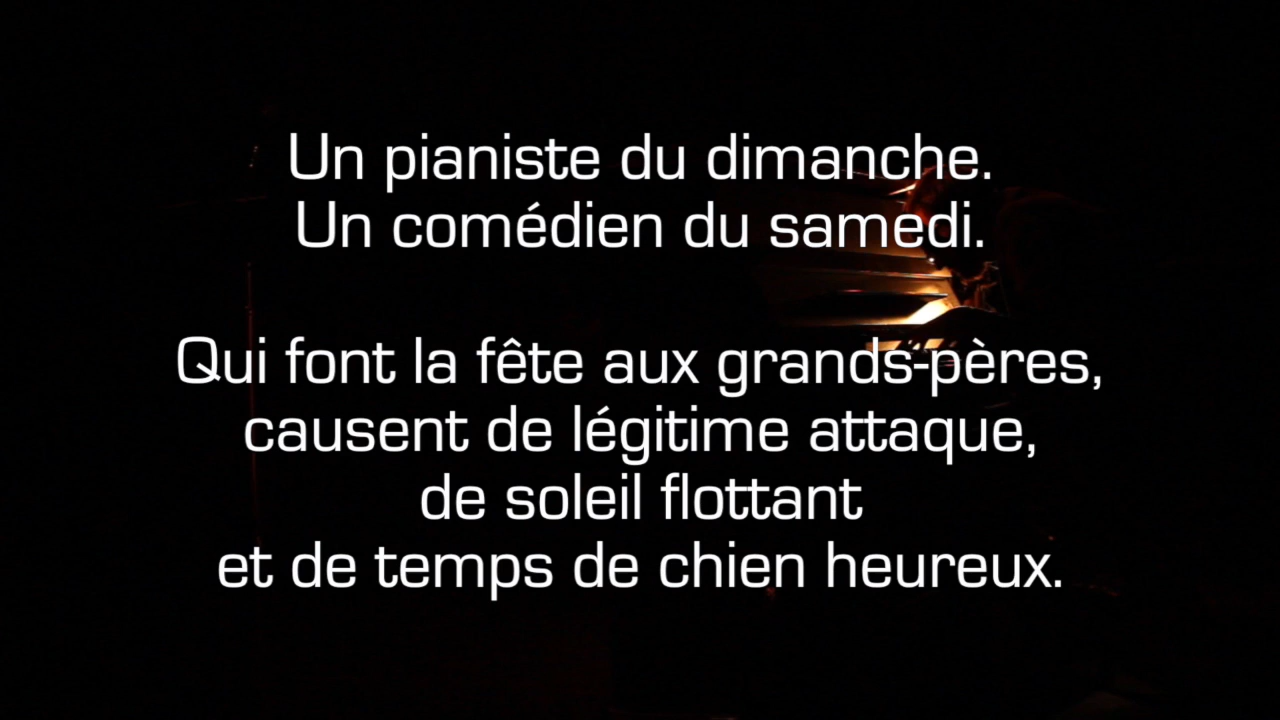 Un pianiste du dimanche.
Un comédien du samedi.
Qui font la fête aux grands-pères,
causent de légitime attaque,
de soleil flottant
et de temps de chien heureux.